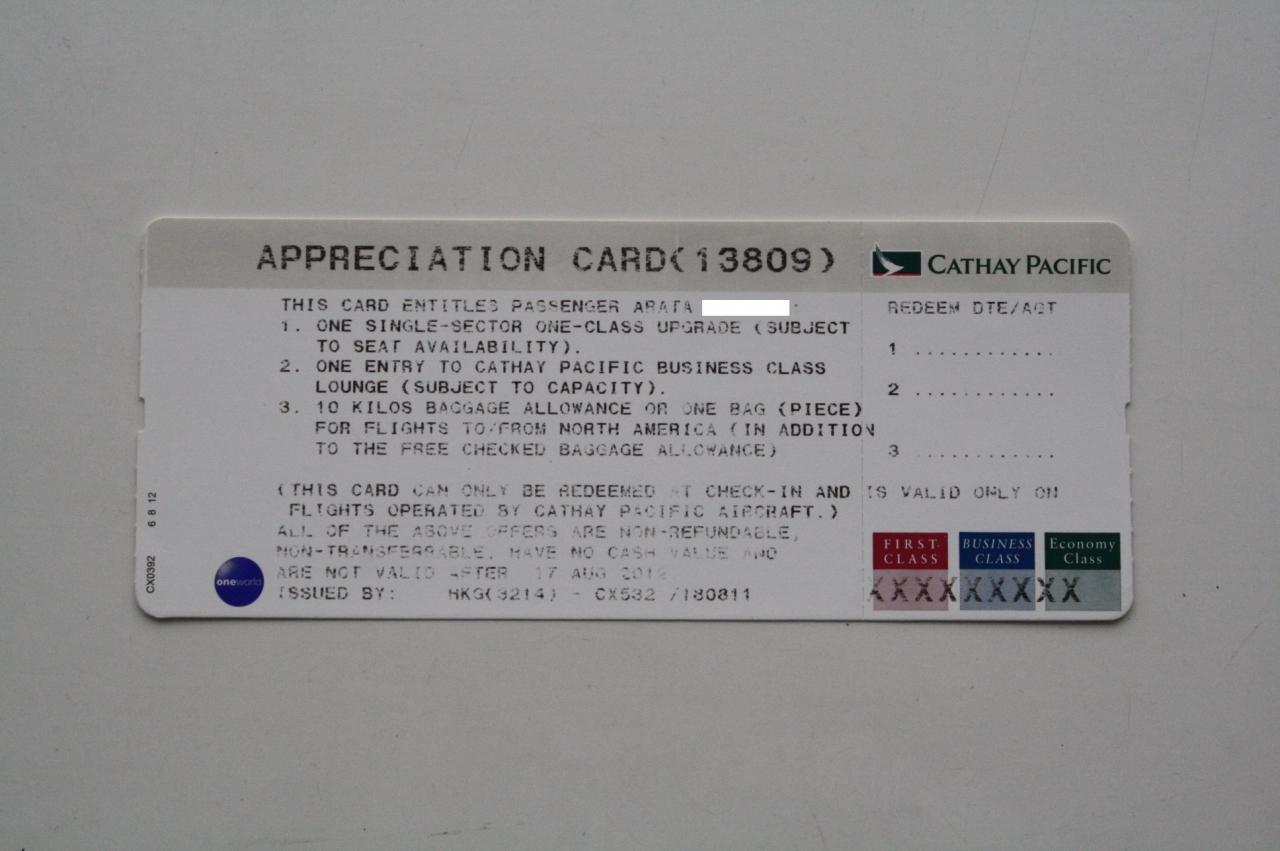 APPRECIATION CARD(13809)
CATHAY PACIFIC
THIS CARD ENTITLES PASSENGER ARATA :
REDEEM DTE/AGT
1. ONE SINGLE-SECTOR ONE-CLASS UPGRADE (SUBJECT
TO SEAT AVAILABILITY).
1 ............
2. ONE ENTRY TO CATHAY PACIFIC BUSINESS CLASS
LOUNGE (SUBJECT TO CAPACITY).
2 ............
3. 10 KILOS BAGGAGE ALLOWANCE OR ONE BAG (PIECE)
FOR FLIGHTS TO/FROM NORTH AMERICA (IN ADDITION
TO THE FREE CHECKED BAGGAGE ALLOWANCE)
3 ............
(THIS CARD CAN ONLY BE REDEEMED AT CHECK-IN AND IS VALID ONLY ON
FLIGHTS OPERATED BY CATHAY PACIFIC AIRCRAFT.)
ALL OF THE ABOVE OFFERS ARE NON-REFUNDABLE,
NON-TRANSFERRABLE, HAVE NO CASH VALUE AND
ARE NOT VALID AFTER 17 AUG 2012
ISSUED BY: HKG(3214) - CX532 /180811
FIRST CLASS
BUSINESS CLASS
Economy Class
XXXXXXXXXX
oneworld
CX0392 6 8 12